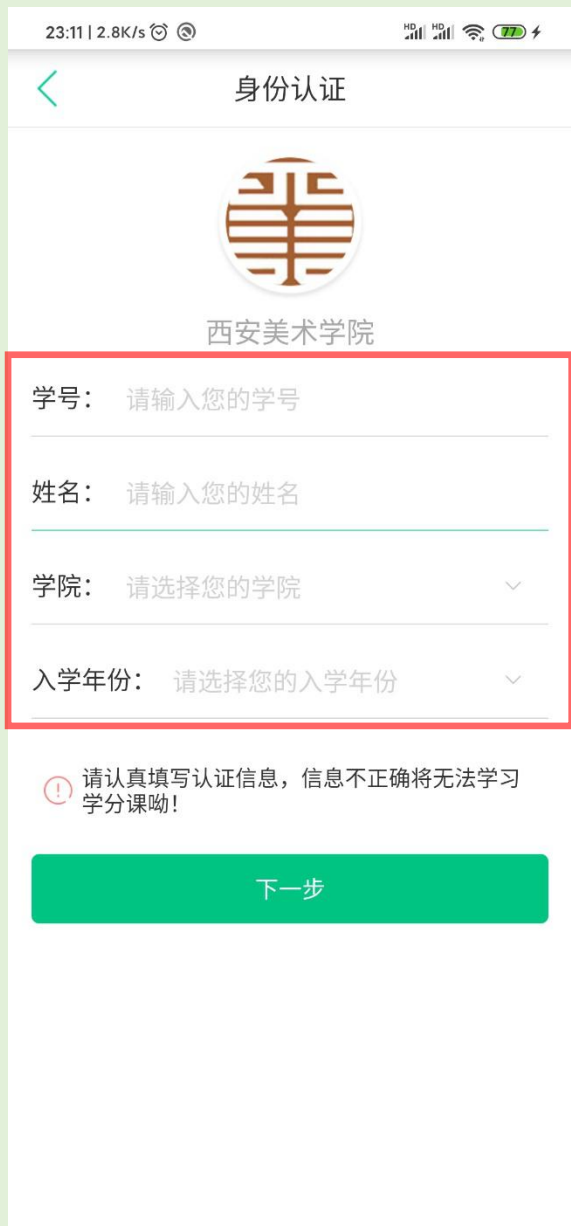 23:11 | 2.8K/s
HD HD 77
身份认证
西安美术学院
学号： 请输入您的学号
姓名： 请输入您的姓名
学院： 请选择您的学院
入学年份： 请选择您的入学年份
请认真填写认证信息，信息不正确将无法学习
学分课呦！
下一步